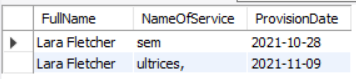 FullName NameOfService ProvisionDate
Lara Fletcher sem 2021-10-28
Lara Fletcher ultrices, 2021-11-09